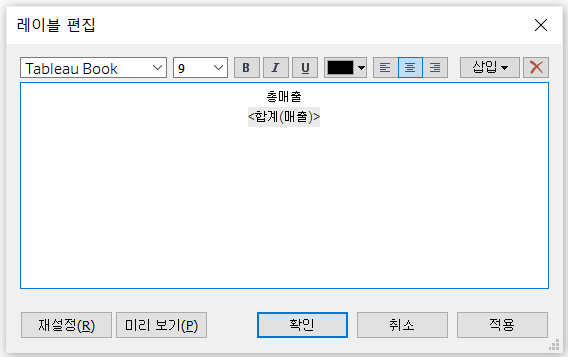 레이블 편집
Tableau Book 9 B I U 삽입
총매출
<합계(매출)>
재설정(R) 미리 보기(P) 확인 취소 적용